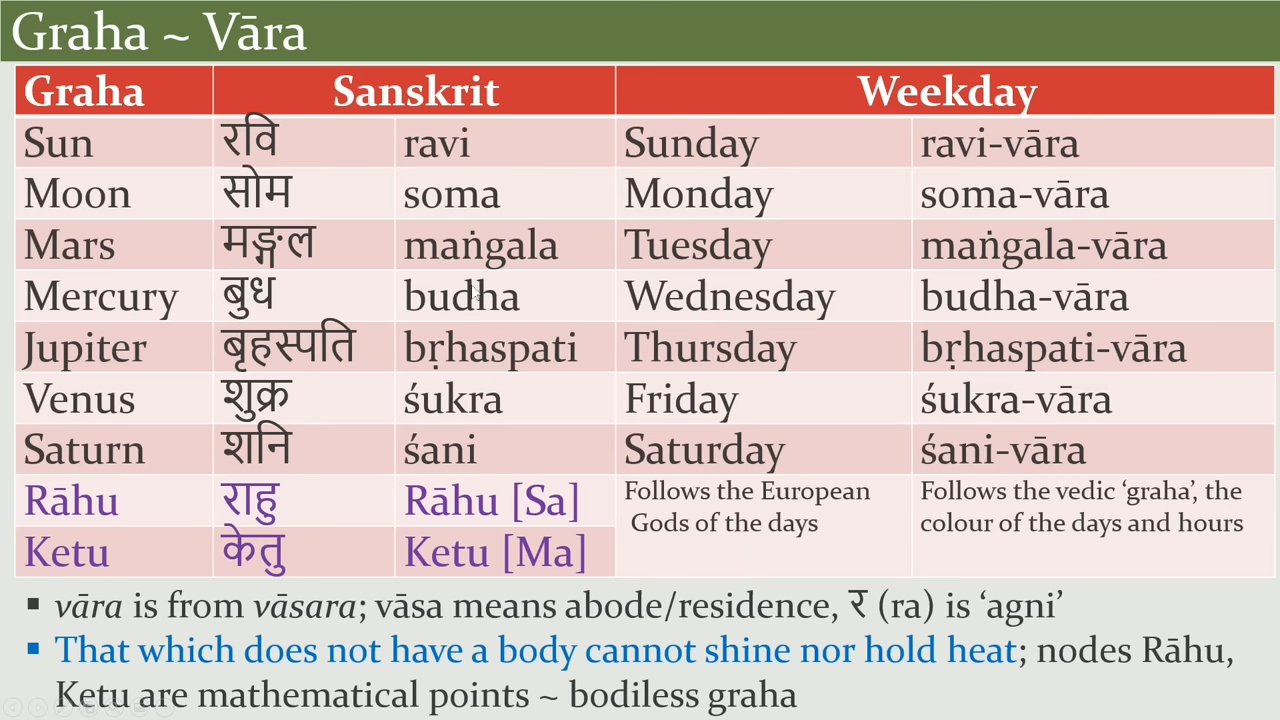 Graha ~ Vāra
Graha Sanskrit Weekday
Sun रवि ravi Sunday ravi-vāra
Moon सोम soma Monday soma-vāra
Mars मङ्गल maṅgala Tuesday maṅgala-vāra
Mercury बुध budha Wednesday budha-vāra
Jupiter बृहस्पति bṛhaspati Thursday bṛhaspati-vāra
Venus शुक्र śukra Friday śukra-vāra
Saturn शनि śani Saturday śani-vāra
Rāhu राहु Rāhu [Sa]
Ketu केतु Ketu [Ma]
Follows the European
Gods of the days
Follows the vedic ‘graha’, the
colour of the days and hours
▪ vāra is from vāsara; vāsa means abode/residence, र (ra) is ‘agni’
▪ That which does not have a body cannot shine nor hold heat; nodes Rāhu,
Ketu are mathematical points ~ bodiless graha